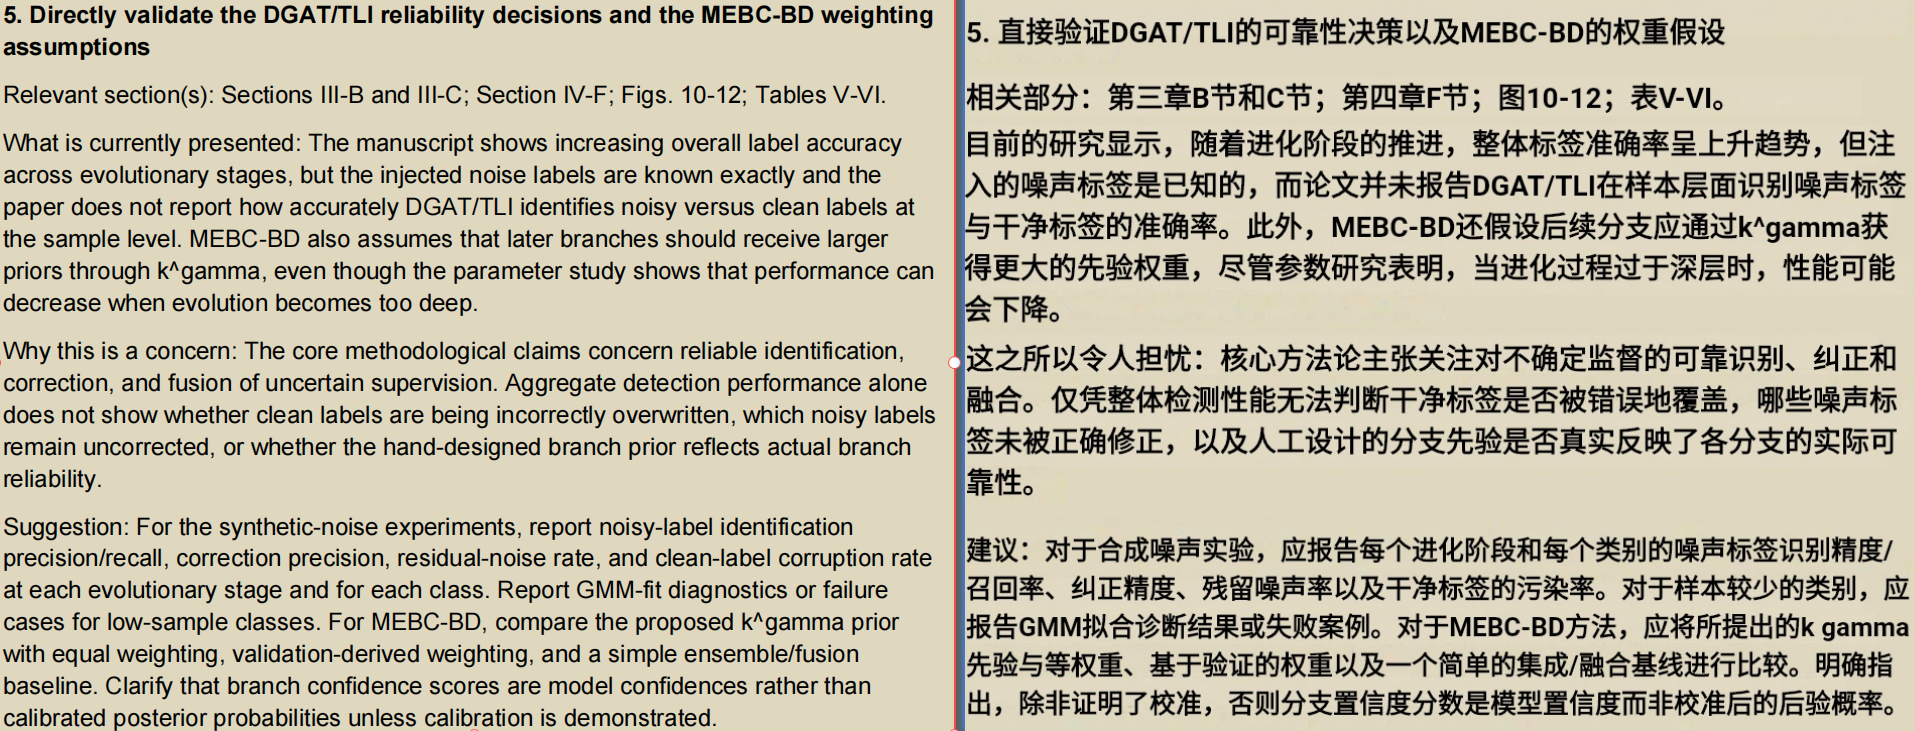 5. Directly validate the DGAT/TLI reliability decisions and the MEBC-BD weighting
assumptions
Relevant section(s): Sections III-B and III-C; Section IV-F; Figs. 10-12; Tables V-VI.
What is currently presented: The manuscript shows increasing overall label accuracy
across evolutionary stages, but the injected noise labels are known exactly and the
paper does not report how accurately DGAT/TLI identifies noisy versus clean labels at
the sample level. MEBC-BD also assumes that later branches should receive larger
priors through k^gamma, even though the parameter study shows that performance can
decrease when evolution becomes too deep.
Why this is a concern: The core methodological claims concern reliable identification,
correction, and fusion of uncertain supervision. Aggregate detection performance alone
does not show whether clean labels are being incorrectly overwritten, which noisy labels
remain uncorrected, or whether the hand-designed branch prior reflects actual branch
reliability.
Suggestion: For the synthetic-noise experiments, report noisy-label identification
precision/recall, correction precision, residual-noise rate, and clean-label corruption rate
at each evolutionary stage and for each class. Report GMM-fit diagnostics or failure
cases for low-sample classes. For MEBC-BD, compare the proposed k^gamma prior
with equal weighting, validation-derived weighting, and a simple ensemble/fusion
baseline. Clarify that branch confidence scores are model confidences rather than
calibrated posterior probabilities unless calibration is demonstrated.
5. 直接验证DGAT/TLI的可靠性决策以及MEBC-BD的权重假设
相关部分：第三章B节和C节；第四章F节；图10-12；表V-VI。
目前的研究显示，随着进化阶段的推进，整体标签准确率呈上升趋势，但注
入的噪声标签是已知的，而论文并未报告DGAT/TLI在样本层面识别噪声标签
与干净标签的准确率。此外，MEBC-BD还假设后续分支应通过k^gamma获
得更大的先验权重，尽管参数研究表明，当进化过程过于深层时，性能可能
会下降。
这之所以令人担忧：核心方法论主张关注对不确定监督的可靠识别、纠正和
融合。仅凭整体检测性能无法判断干净标签是否被错误地覆盖，哪些噪声标
签未被正确修正，以及人工设计的分支先验是否真实反映了各分支的实际可
靠性。
建议：对于合成噪声实验，应报告每个进化阶段和每个类别的噪声标签识别精度/
召回率、纠正精度、残留噪声率以及干净标签的污染率。对于样本较少的类别，应
报告GMM拟合诊断结果或失败案例。对于MEBC-BD方法，应将所提出的k gamma
先验与等权重、基于验证的权重以及一个简单的集成/融合基线进行比较。明确指
出，除非证明了校准，否则分支置信度分数是模型置信度而非校准后的后验概率。